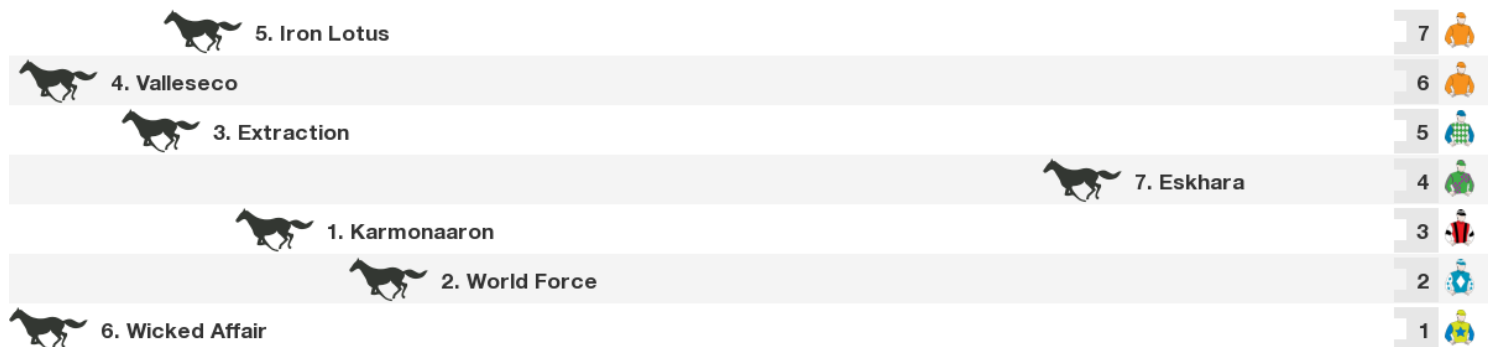 5. Iron Lotus 7
4. Valleseco 6
3. Extraction 5
7. Eskhara 4
1. Karmonaaron 3
2. World Force 2
6. Wicked Affair 1